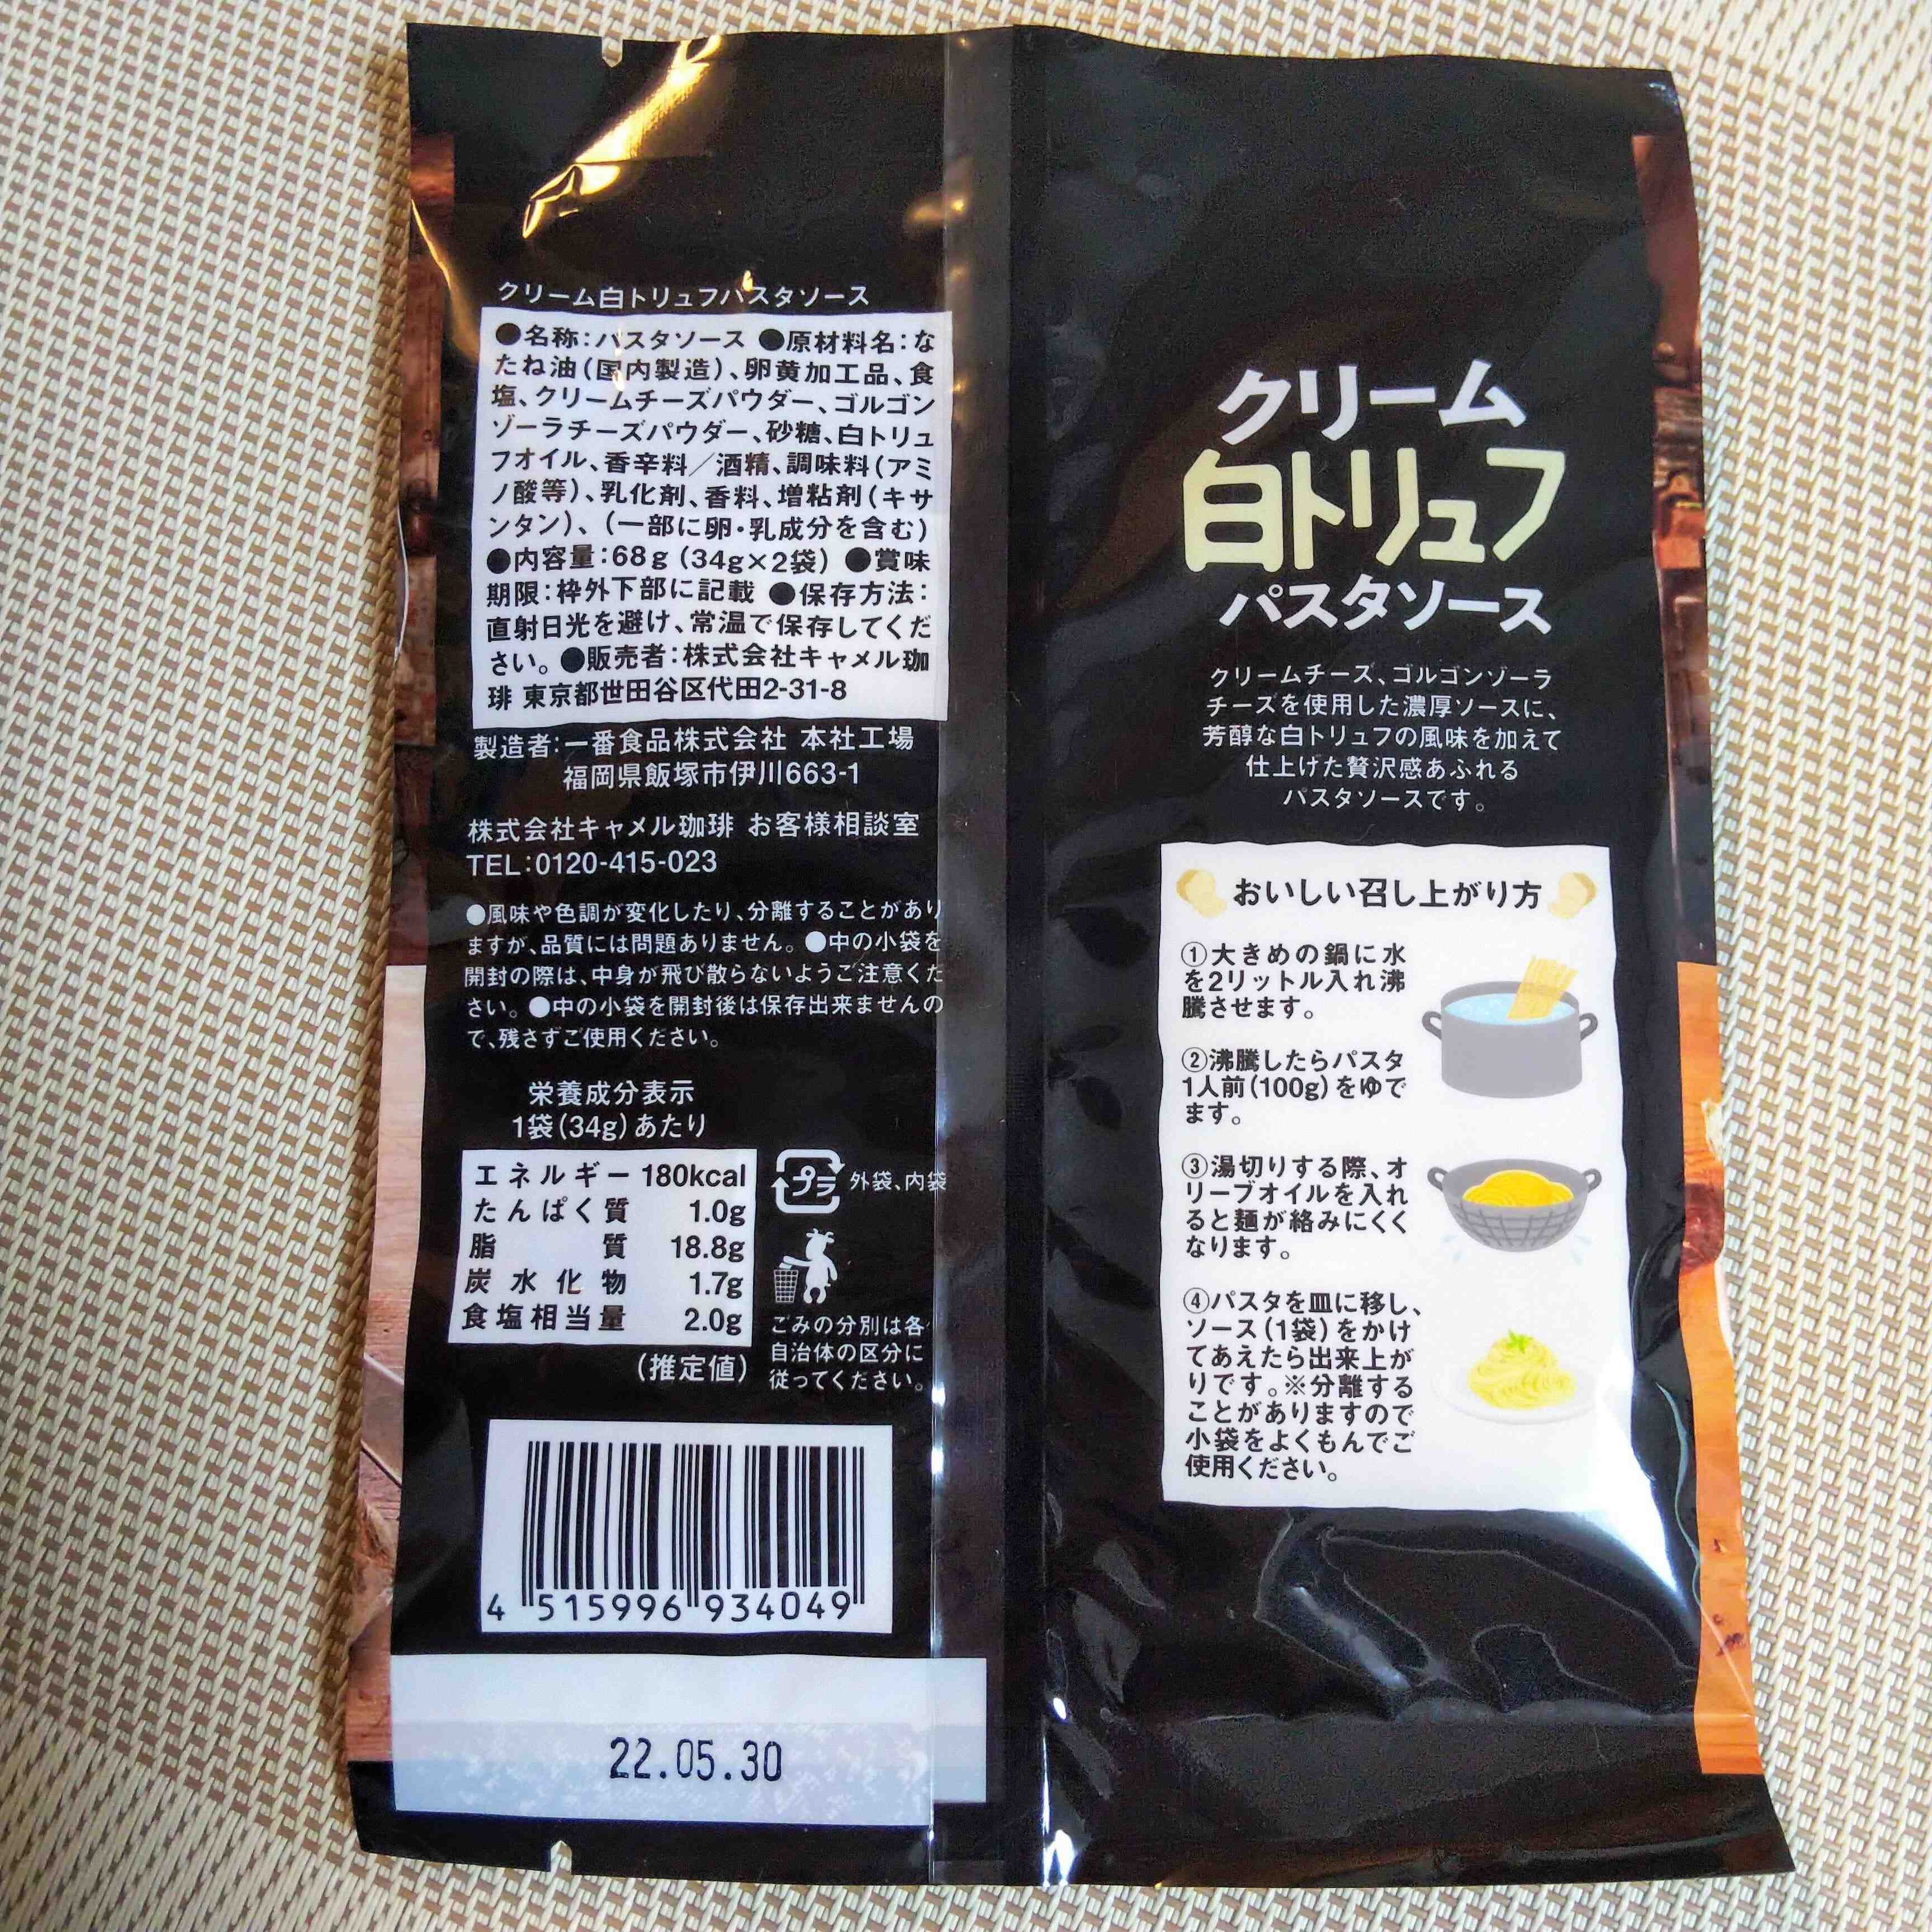 クリーム白トリュフパスタソース
●名称：パスタソース ●原材料名：な
たね油（国内製造）、卵黄加工品、食
塩、クリームチーズパウダー、ゴルゴン
ゾーラチーズパウダー、砂糖、白トリュ
フオイル、香辛料／酒精、調味料（アミ
ノ酸等）、乳化剤、香料、増粘剤（キサ
ンタン）、（一部に卵・乳成分を含む）
●内容量：68g（34g×2袋） ●賞味
期限：枠外下部に記載 ●保存方法：
直射日光を避け、常温で保存してくだ
さい。●販売者：株式会社キャメル珈
琲 東京都世田谷区代田2-31-8
製造者：一番食品株式会社 本社工場
福岡県飯塚市伊川663-1
株式会社キャメル珈琲 お客様相談室
TEL：0120-415-023
●風味や色調が変化したり、分離することがあり
ますが、品質には問題ありません。●中の小袋を
開封の際は、中身が飛び散らないようご注意くだ
さい。●中の小袋を開封後は保存出来ませんの
で、残さずご使用ください。
栄養成分表示
1袋（34g）あたり
エネルギー 180kcal
たんぱく質 1.0g
脂質 18.8g
炭水化物 1.7g
食塩相当量 2.0g
（推定値）
プラ 外袋、内袋
ごみの分別は各
自治体の区分に
従ってください。
4 515996 934049
22.05.30
クリーム
白トリュフ
パスタソース
クリームチーズ、ゴルゴンゾーラ
チーズを使用した濃厚ソースに、
芳醇な白トリュフの風味を加えて
仕上げた贅沢感あふれる
パスタソースです。
おいしい召し上がり方
①大きめの鍋に水
を2リットル入れ沸
騰させます。
②沸騰したらパスタ
1人前（100g）をゆで
ます。
③湯切りする際、オ
リーブオイルを入れ
ると麺が絡みにくく
なります。
④パスタを皿に移し、
ソース（1袋）をかけ
てあえたら出来上が
りです。※分離する
ことがありますので
小袋をよくもんでご
使用ください。